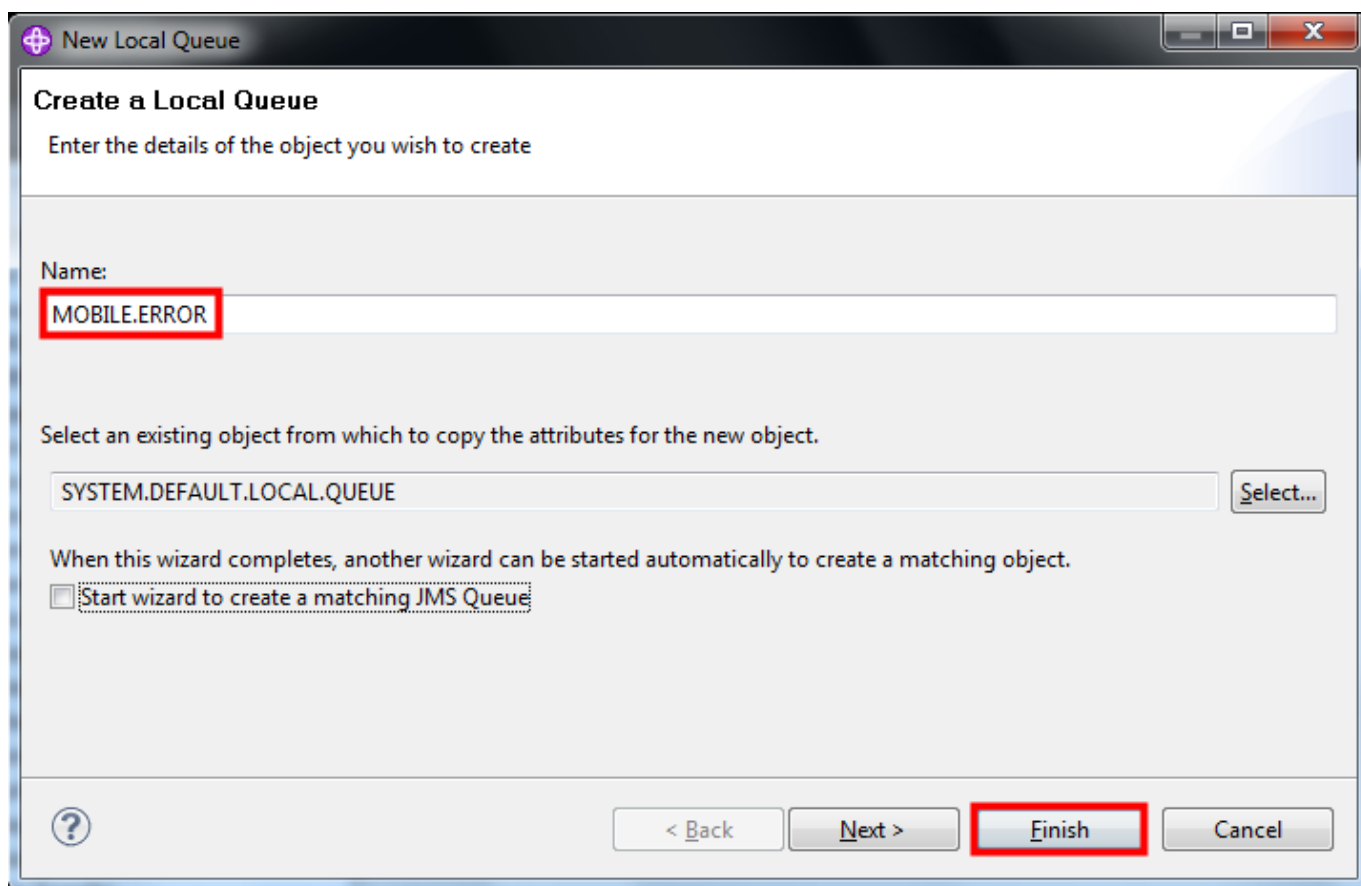 New Local Queue
Create a Local Queue
Enter the details of the object you wish to create
Name:
MOBILE.ERROR
Select an existing object from which to copy the attributes for the new object.
SYSTEM.DEFAULT.LOCAL.QUEUE
Select...
When this wizard completes, another wizard can be started automatically to create a matching object.
Start wizard to create a matching JMS Queue
< Back Next > Finish Cancel